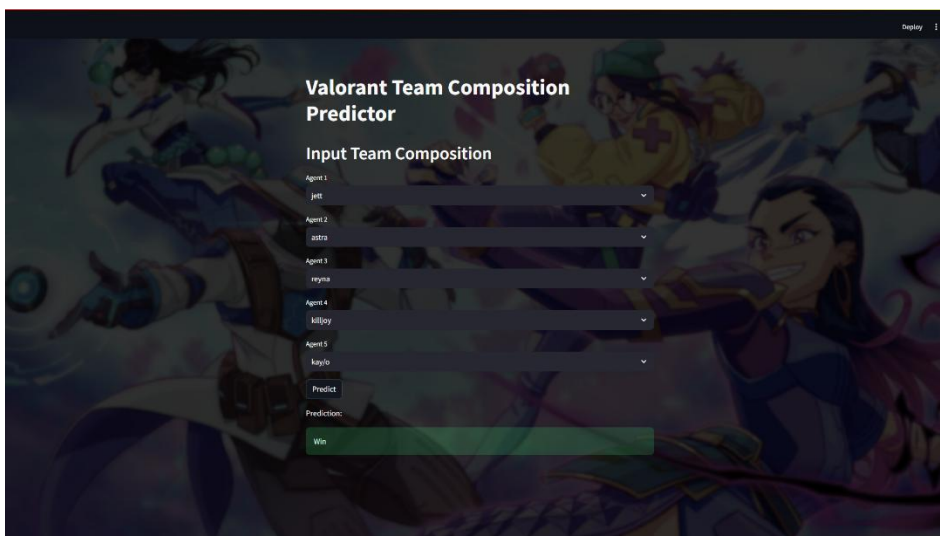 Deploy
Valorant Team Composition
Predictor
Input Team Composition
Agent 1
jett
Agent 2
astra
Agent 3
reyna
Agent 4
killjoy
Agent 5
kay/o
Predict
Prediction:
Win